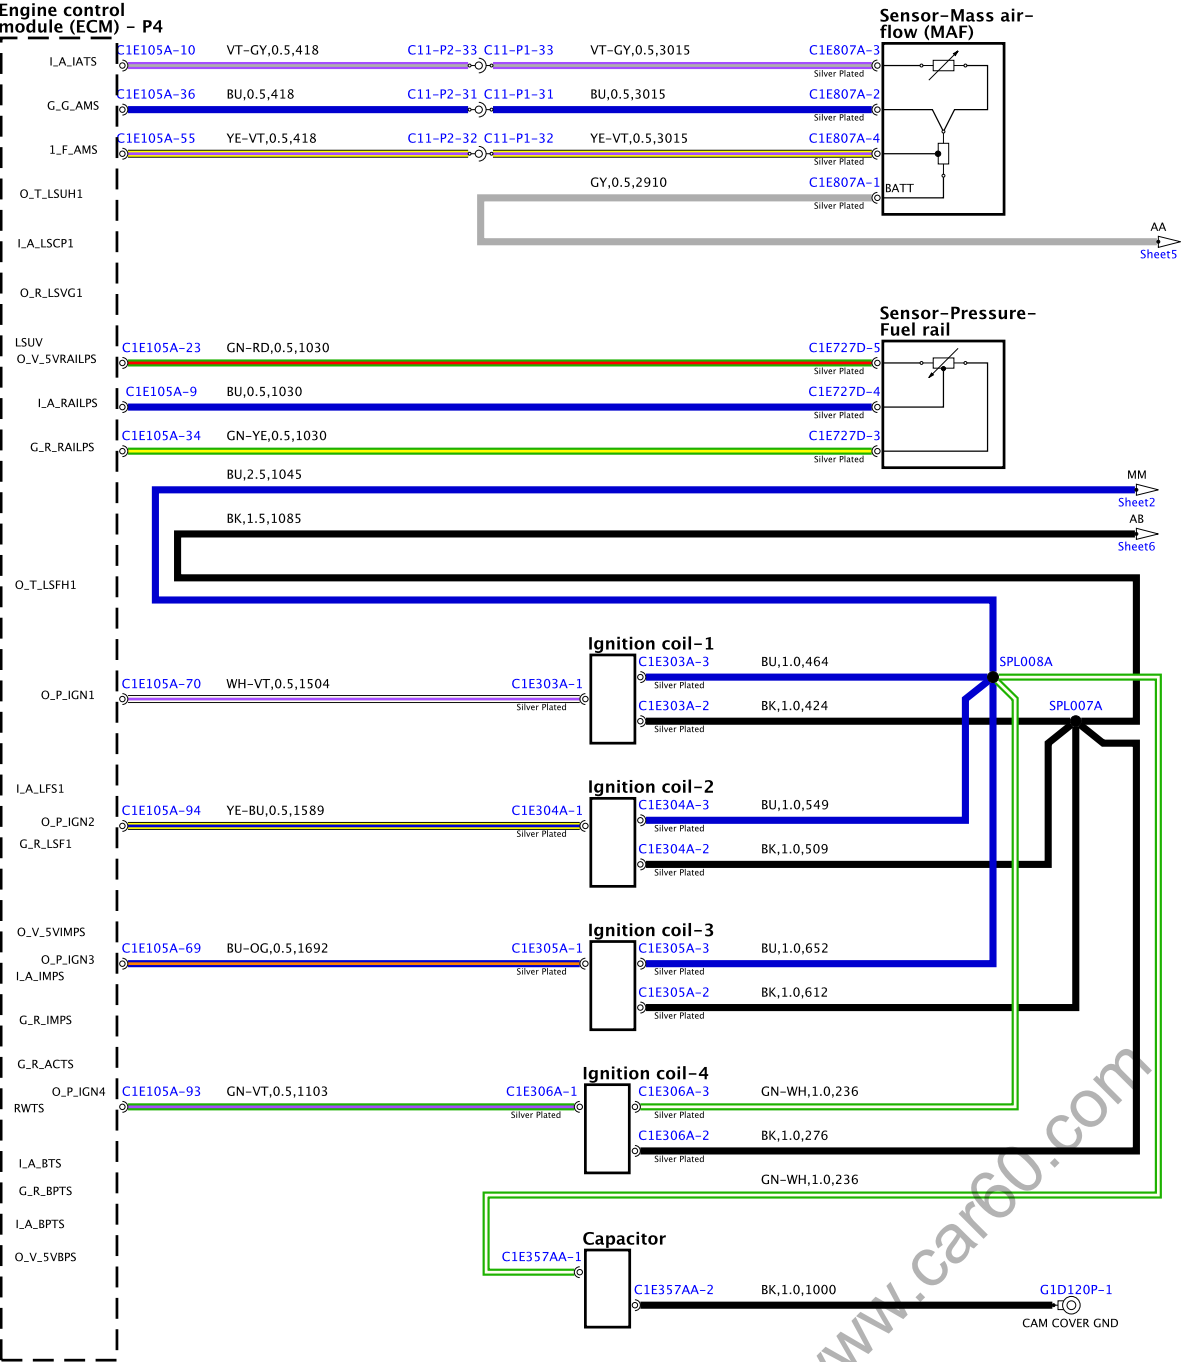 Engine control
module (ECM) - P4
Sensor-Mass air-
flow (MAF)
I_A_IATS
C1E105A-10
VT-GY,0.5,418
C11-P2-33
C11-P1-33
VT-GY,0.5,3015
C1E807A-3
Silver Plated
G_G_AMS
C1E105A-36
BU,0.5,418
C11-P2-31
C11-P1-31
BU,0.5,3015
C1E807A-2
Silver Plated
1_F_AMS
C1E105A-55
YE-VT,0.5,418
C11-P2-32
C11-P1-32
YE-VT,0.5,3015
C1E807A-4
Silver Plated
O_T_LSUH1
GY,0.5,2910
C1E807A-1
Silver Plated
BATT
I_A_LSCP1
AA
Sheet5
O_R_LSVG1
Sensor-Pressure-
Fuel rail
LSUV
O_V_5VRAILPS
C1E105A-23
GN-RD,0.5,1030
C1E727D-5
Silver Plated
I_A_RAILPS
C1E105A-9
BU,0.5,1030
C1E727D-4
Silver Plated
G_R_RAILPS
C1E105A-34
GN-YE,0.5,1030
C1E727D-3
Silver Plated
BU,2.5,1045
MM
Sheet2
BK,1.5,1085
AB
Sheet6
O_T_LSFH1
Ignition coil-1
O_P_IGN1
C1E105A-70
WH-VT,0.5,1504
C1E303A-1
Silver Plated
C1E303A-3
Silver Plated
BU,1.0,464
SPL008A
C1E303A-2
Silver Plated
BK,1.0,424
SPL007A
Ignition coil-2
I_A_LFS1
O_P_IGN2
C1E105A-94
YE-BU,0.5,1589
C1E304A-1
Silver Plated
C1E304A-3
Silver Plated
BU,1.0,549
G_R_LSF1
C1E304A-2
Silver Plated
BK,1.0,509
Ignition coil-3
O_V_5VIMPS
O_P_IGN3
C1E105A-69
BU-OG,0.5,1692
C1E305A-1
Silver Plated
C1E305A-3
Silver Plated
BU,1.0,652
I_A_IMPS
C1E305A-2
Silver Plated
BK,1.0,612
G_R_IMPS
G_R_ACTS
Ignition coil-4
O_P_IGN4
C1E105A-93
GN-VT,0.5,1103
C1E306A-1
Silver Plated
C1E306A-3
Silver Plated
GN-WH,1.0,236
RWTS
C1E306A-2
Silver Plated
BK,1.0,276
I_A_BTS
G_R_BPTS
GN-WH,1.0,236
I_A_BPTS
Capacitor
O_V_5VBPS
C1E357AA-1
C1E357AA-2
BK,1.0,1000
G1D120P-1
CAM COVER GND
www.car60.com